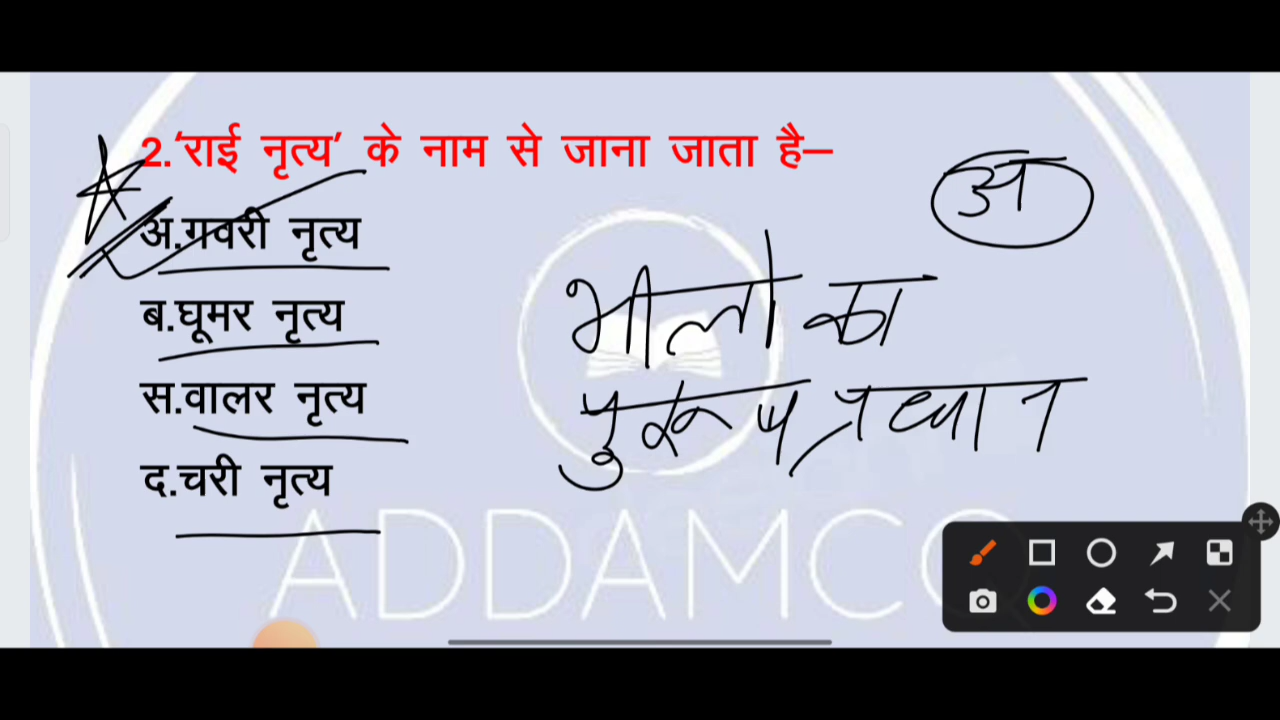 2.‘राई नृत्य’ के नाम से जाना जाता है–
अ.गवरी नृत्य
ब.घूमर नृत्य
स.वालर नृत्य
द.चरी नृत्य
अ
भीलो का
पुरूष प्रधान
ADDAMCO